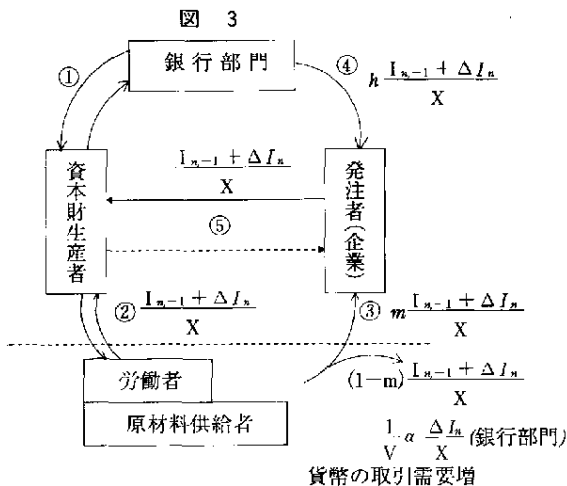 図 3
銀行部門
①
④ h (I_{n-1} + ΔI_n) / X
資本財生産者
(I_{n-1} + ΔI_n) / X
⑤
発注者(企業)
② (I_{n-1} + ΔI_n) / X
③ m (I_{n-1} + ΔI_n) / X
労働者
原材料供給者
(1-m) (I_{n-1} + ΔI_n) / X
1/V α ΔI_n/X (銀行部門)
貨幣の取引需要増